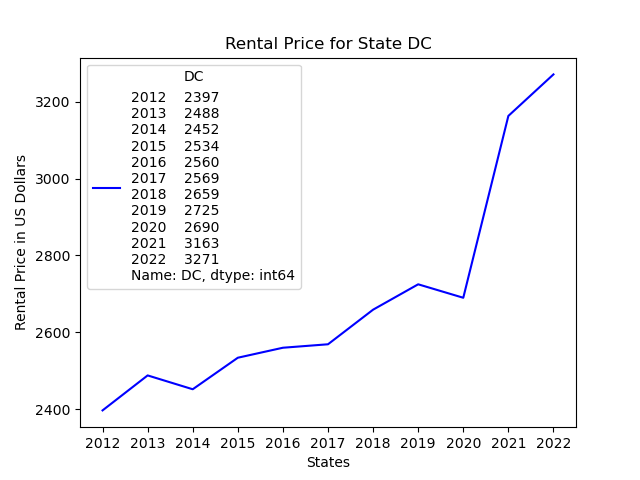 Rental Price for State DC
Rental Price in US Dollars
3200
3000
2800
2600
2400
DC
2012 2397
2013 2488
2014 2452
2015 2534
2016 2560
2017 2569
2018 2659
2019 2725
2020 2690
2021 3163
2022 3271
Name: DC, dtype: int64
2012 2013 2014 2015 2016 2017 2018 2019 2020 2021 2022
States